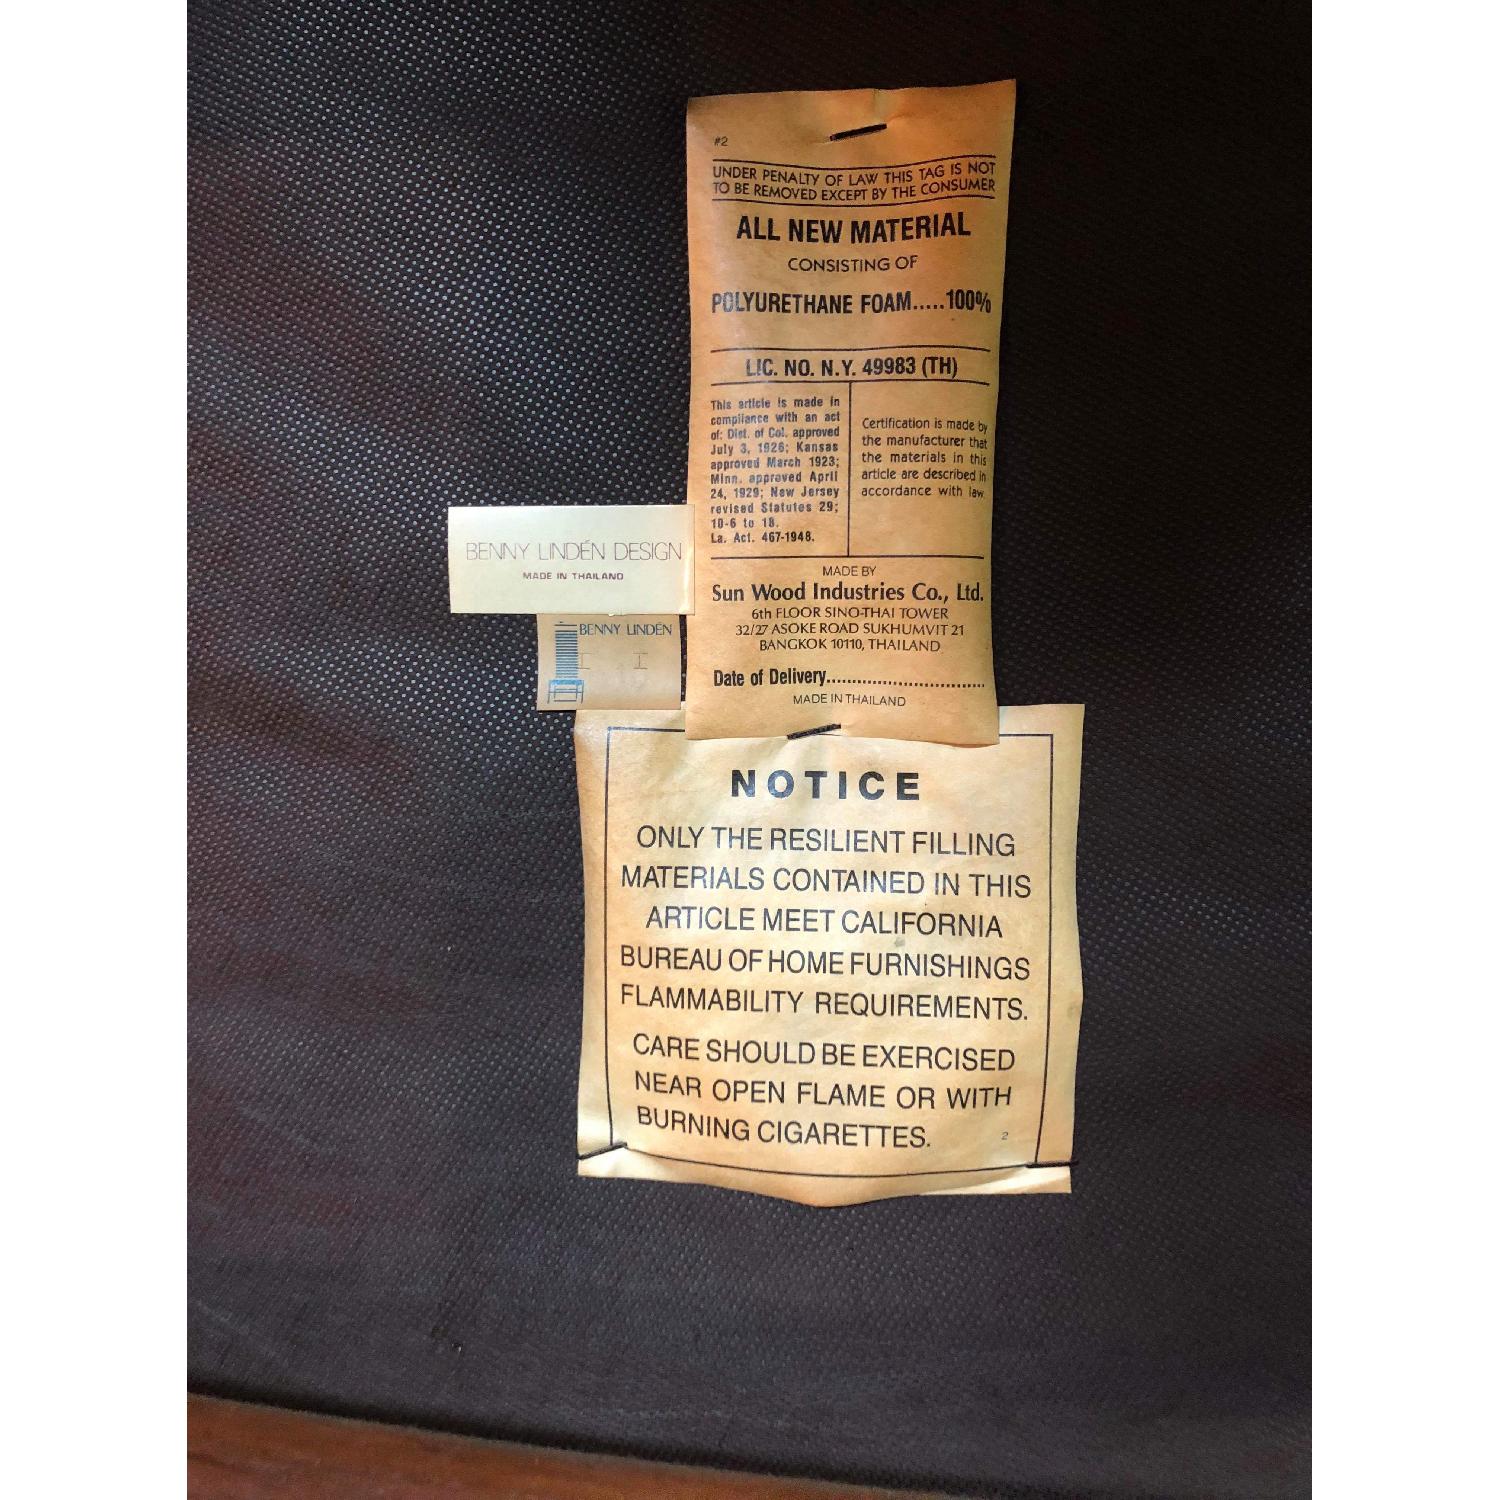 #2
UNDER PENALTY OF LAW THIS TAG IS NOT
TO BE REMOVED EXCEPT BY THE CONSUMER
ALL NEW MATERIAL
CONSISTING OF
POLYURETHANE FOAM.....100%
LIC. NO. N.Y. 49983 (TH)
This article is made in
compliance with an act
of: Dist. of Col. approved
July 3, 1926; Kansas
approved March 1923;
Minn. approved April
24, 1929; New Jersey
revised Statutes 29;
10-6 to 18.
La. Act. 467-1948.
Certification is made by
the manufacturer that
the materials in this
article are described in
accordance with law.
MADE BY
Sun Wood Industries Co., Ltd.
6th FLOOR SINO-THAI TOWER
32/27 ASOKE ROAD SUKHUMVIT 21
BANGKOK 10110, THAILAND
Date of Delivery................................
MADE IN THAILAND
BENNY LINDÉN DESIGN
MADE IN THAILAND
BENNY LINDÉN
NOTICE
ONLY THE RESILIENT FILLING
MATERIALS CONTAINED IN THIS
ARTICLE MEET CALIFORNIA
BUREAU OF HOME FURNISHINGS
FLAMMABILITY REQUIREMENTS.
CARE SHOULD BE EXERCISED
NEAR OPEN FLAME OR WITH
BURNING CIGARETTES.
2